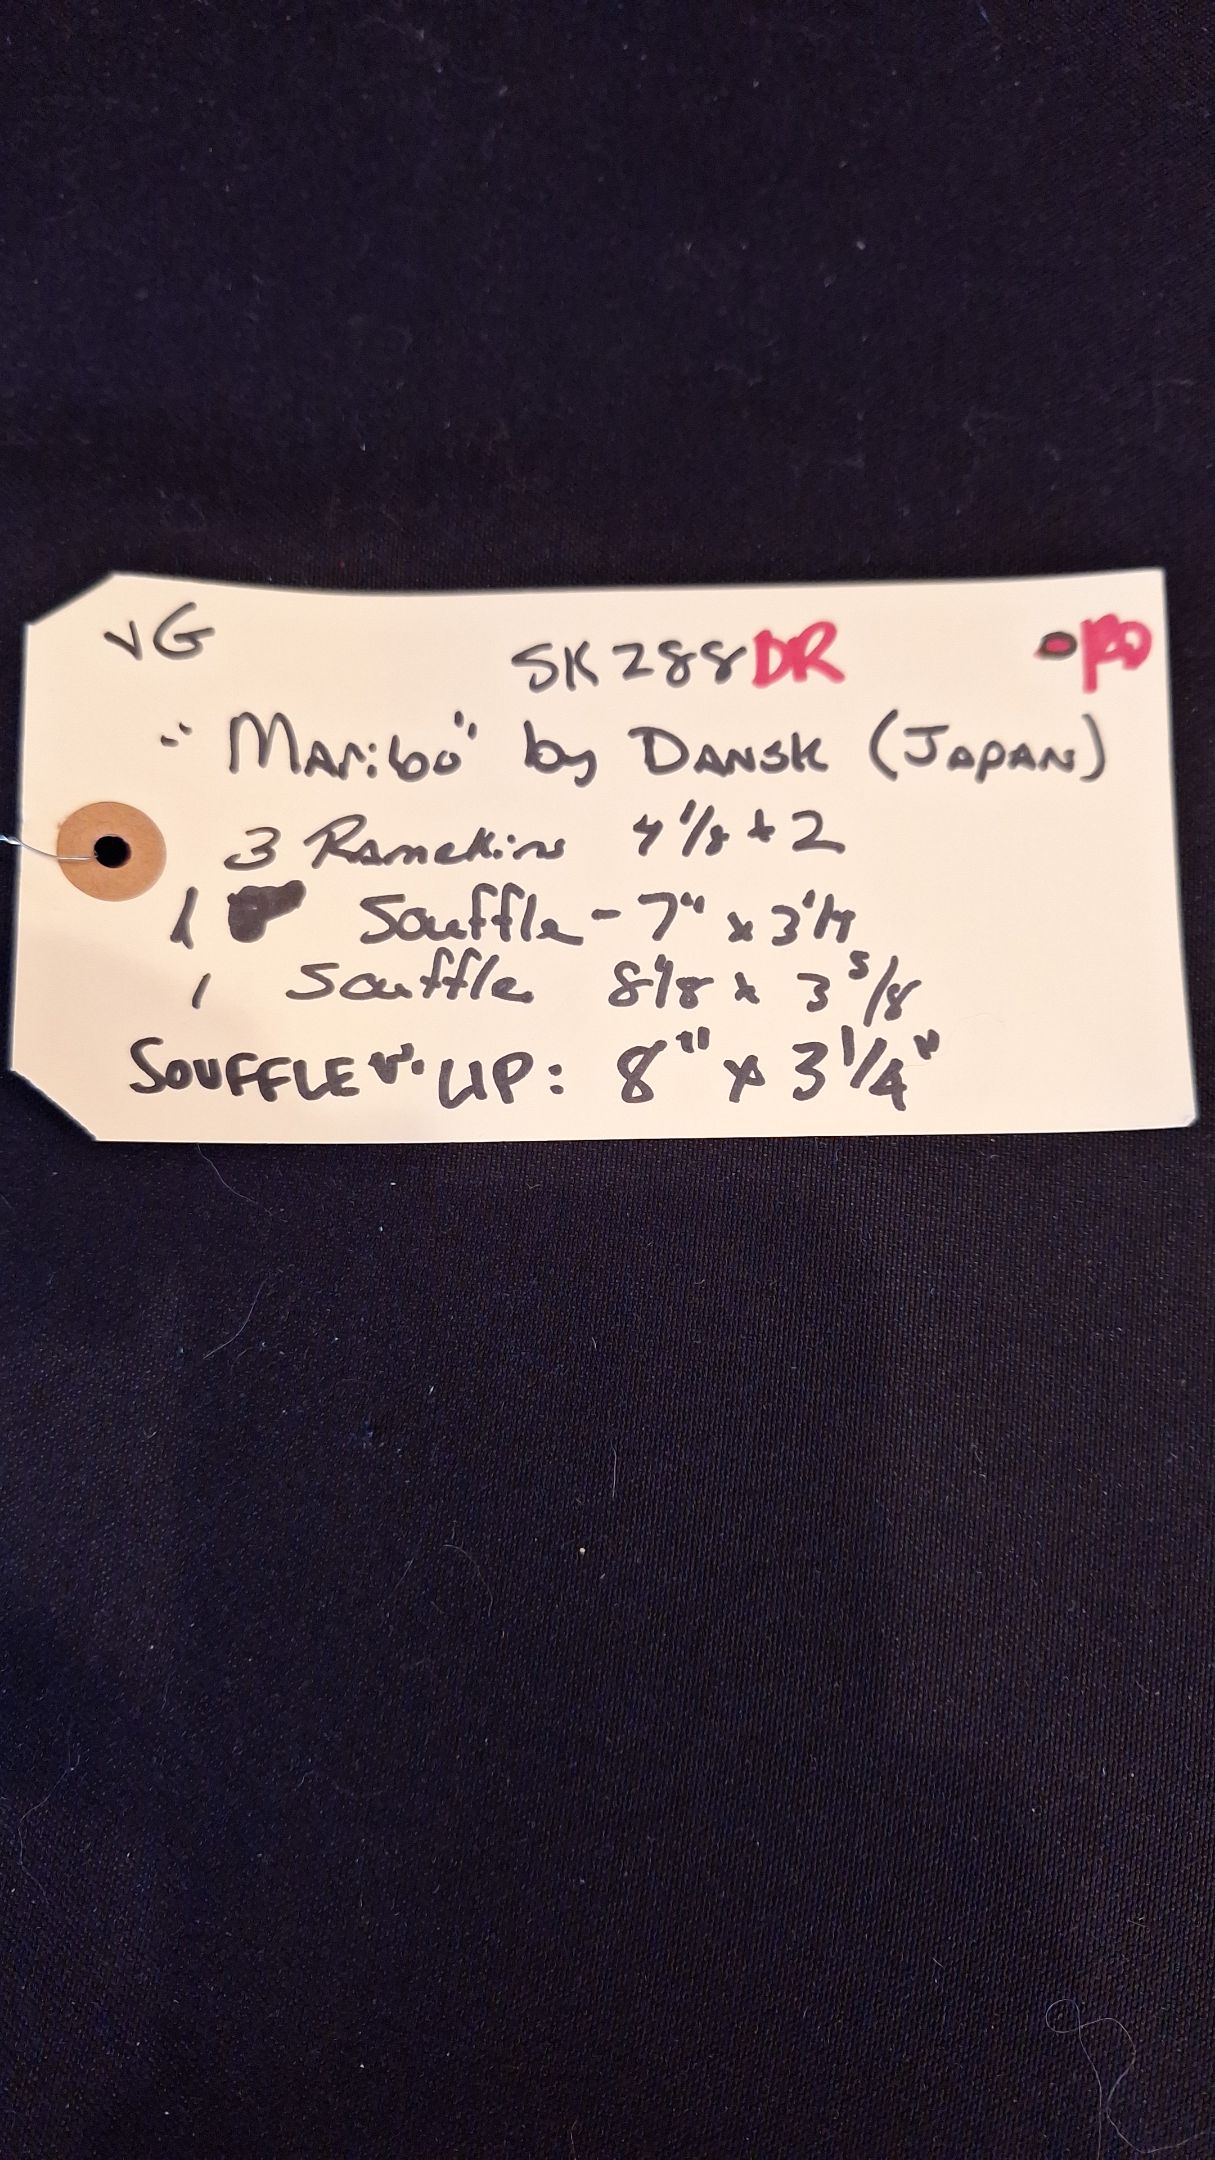 VG SK288DR
"Maribo" by DANSK (JAPAN)
3 Ramekins 4 1/8 x 2
1 Souffle - 7" x 3 1/4
1 Souffle 8 1/8 x 3 5/8
SOUFFLE w. LIP: 8" x 3 1/4"